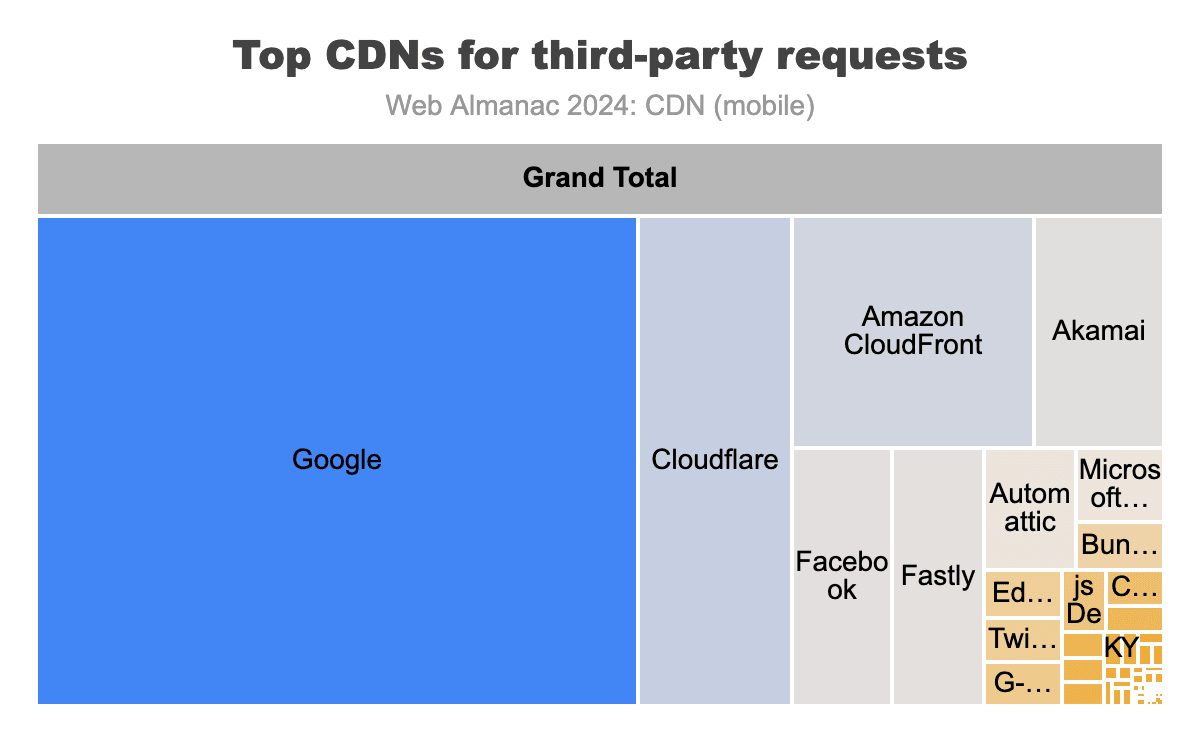 Top CDNs for third-party requests
Web Almanac 2024: CDN (mobile)
Grand Total
Google
Cloudflare
Amazon
CloudFront
Akamai
Facebo
ok
Fastly
Autom
attic
Micros
oft…
Bun…
Ed…
Twi…
G-…
js
De
C…
KY